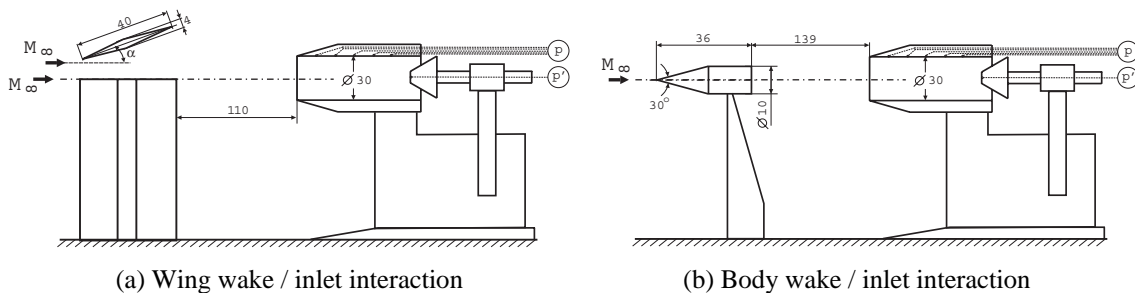 40
4
M∞
α
M∞
110
Ø30
p
p'
(a) Wing wake / inlet interaction
36
139
M∞
30°
Ø10
Ø30
p
p'
(b) Body wake / inlet interaction